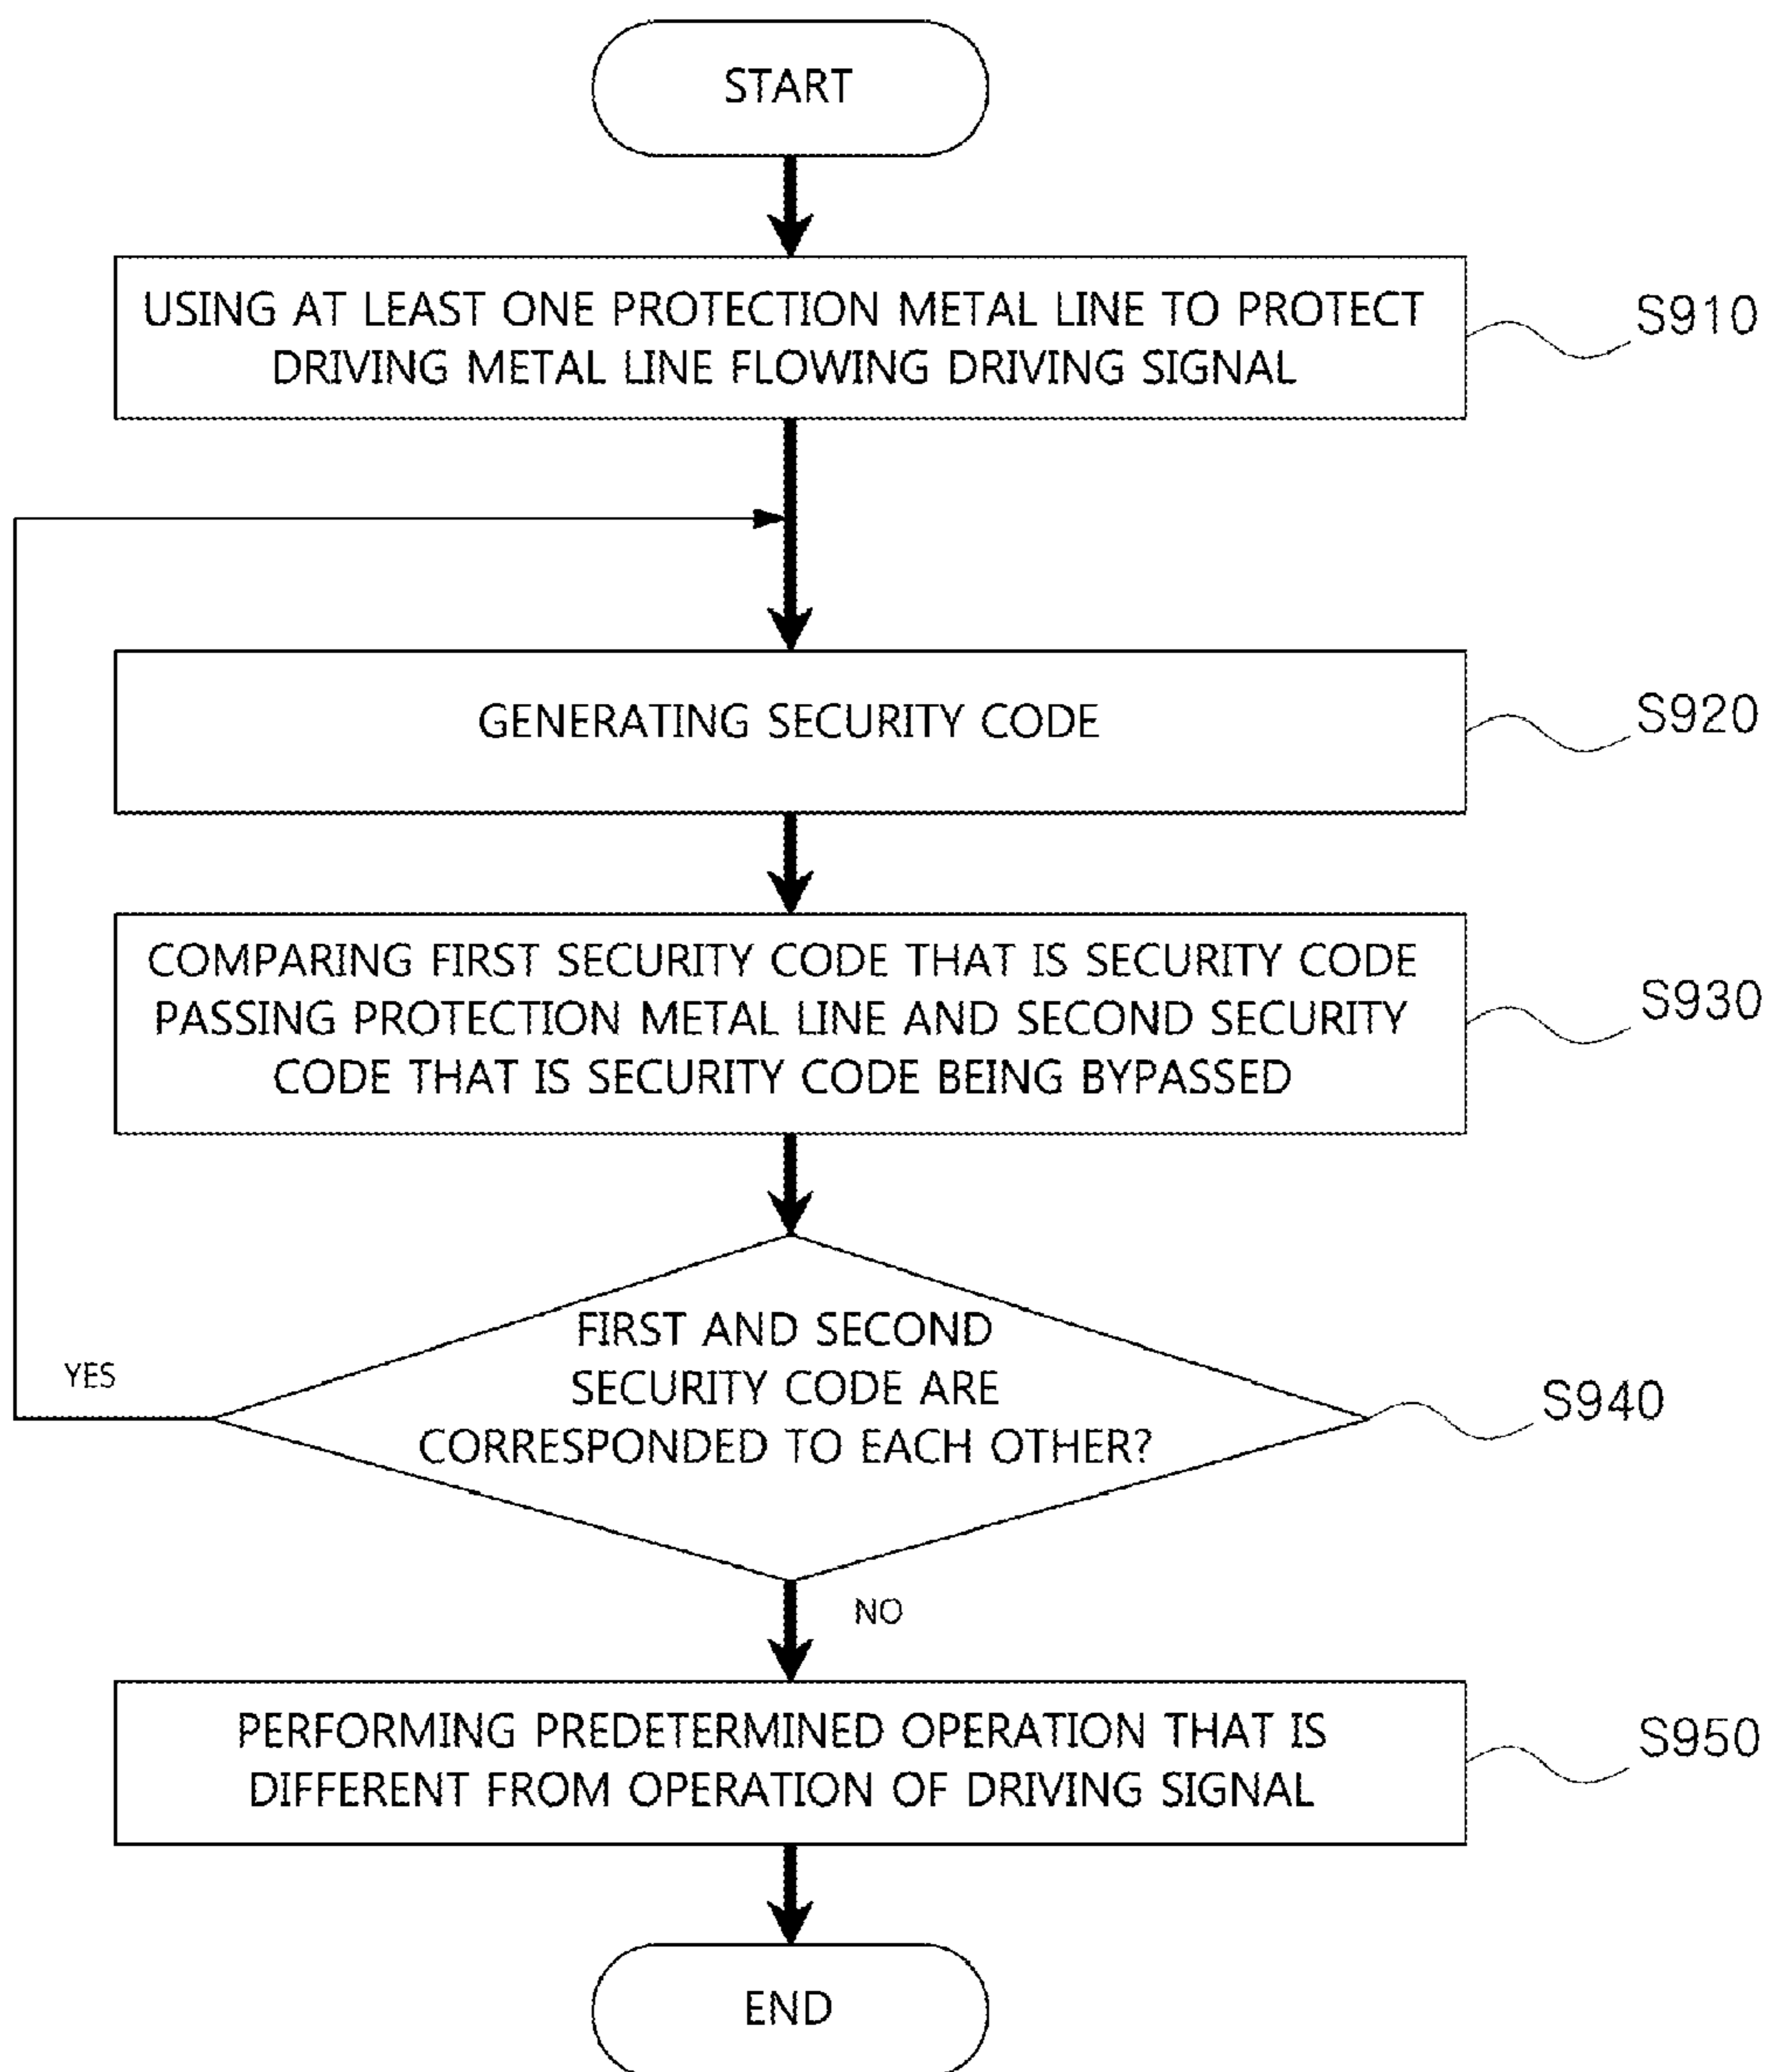 START
USING AT LEAST ONE PROTECTION METAL LINE TO PROTECT
DRIVING METAL LINE FLOWING DRIVING SIGNAL
S910
GENERATING SECURITY CODE
S920
COMPARING FIRST SECURITY CODE THAT IS SECURITY CODE
PASSING PROTECTION METAL LINE AND SECOND SECURITY
CODE THAT IS SECURITY CODE BEING BYPASSED
S930
FIRST AND SECOND
SECURITY CODE ARE
CORRESPONDED TO EACH OTHER?
S940
YES
NO
PERFORMING PREDETERMINED OPERATION THAT IS
DIFFERENT FROM OPERATION OF DRIVING SIGNAL
S950
END